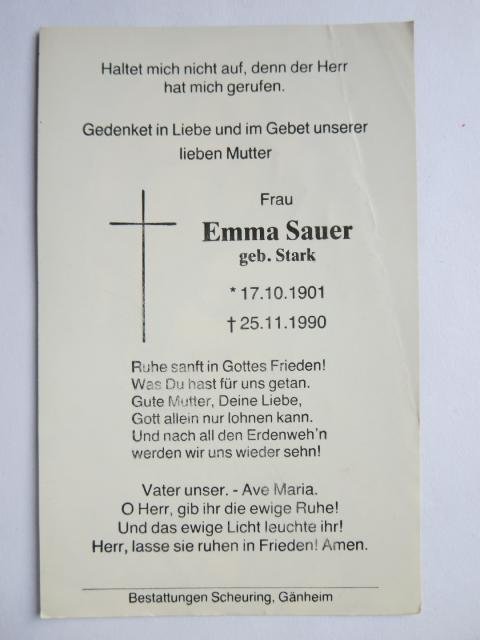 Haltet mich nicht auf, denn der Herr
hat mich gerufen.
Gedenket in Liebe und im Gebet unserer
lieben Mutter
Frau
Emma Sauer
geb. Stark
* 17.10.1901
† 25.11.1990
Ruhe sanft in Gottes Frieden!
Was Du hast für uns getan.
Gute Mutter, Deine Liebe,
Gott allein nur lohnen kann.
Und nach all den Erdenweh'n
werden wir uns wieder sehn!
Vater unser. - Ave Maria.
O Herr, gib ihr die ewige Ruhe!
Und das ewige Licht leuchte ihr!
Herr, lasse sie ruhen in Frieden! Amen.
Bestattungen Scheuring, Gänheim